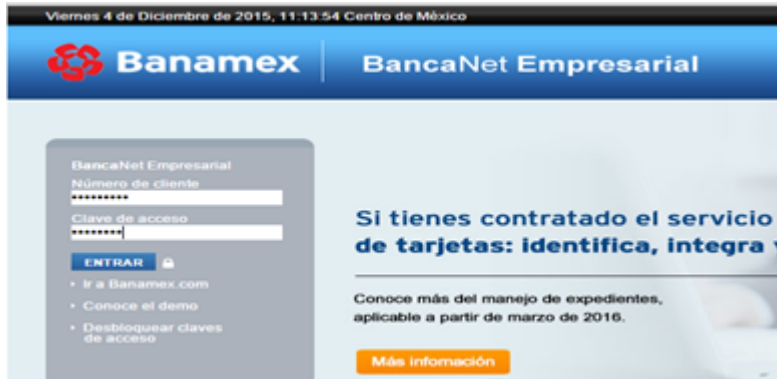 Viernes 4 de Diciembre de 2015, 11:13:54 Centro de México
Banamex
BancaNet Empresarial
BancaNet Empresarial
Número de cliente
•••••••••
Clave de acceso
••••••••
ENTRAR
• Ir a Banamex.com
• Conoce el demo
• Desbloquear claves
de acceso
Si tienes contratado el servicio
de tarjetas: identifica, integra
Conoce más del manejo de expedientes,
aplicable a partir de marzo de 2016.
Más información